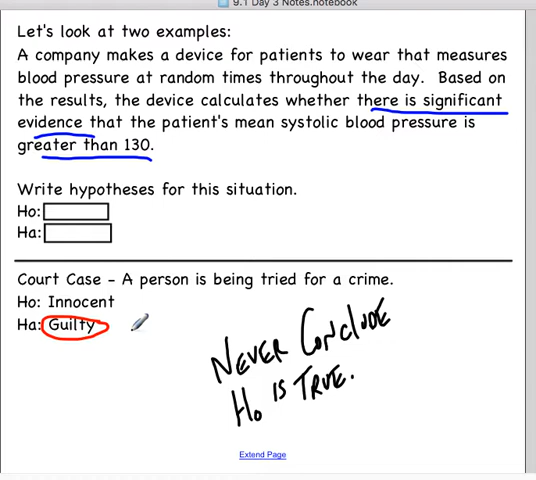 9.1 Day 3 Notes.notebook
Let's look at two examples:
A company makes a device for patients to wear that measures
blood pressure at random times throughout the day. Based on
the results, the device calculates whether there is significant
evidence that the patient's mean systolic blood pressure is
greater than 130.
Write hypotheses for this situation.
Ho:
Ha:
Court Case - A person is being tried for a crime.
Ho: Innocent
Ha: Guilty
NEVER CONCLUDE
Ho IS TRUE.
Extend Page